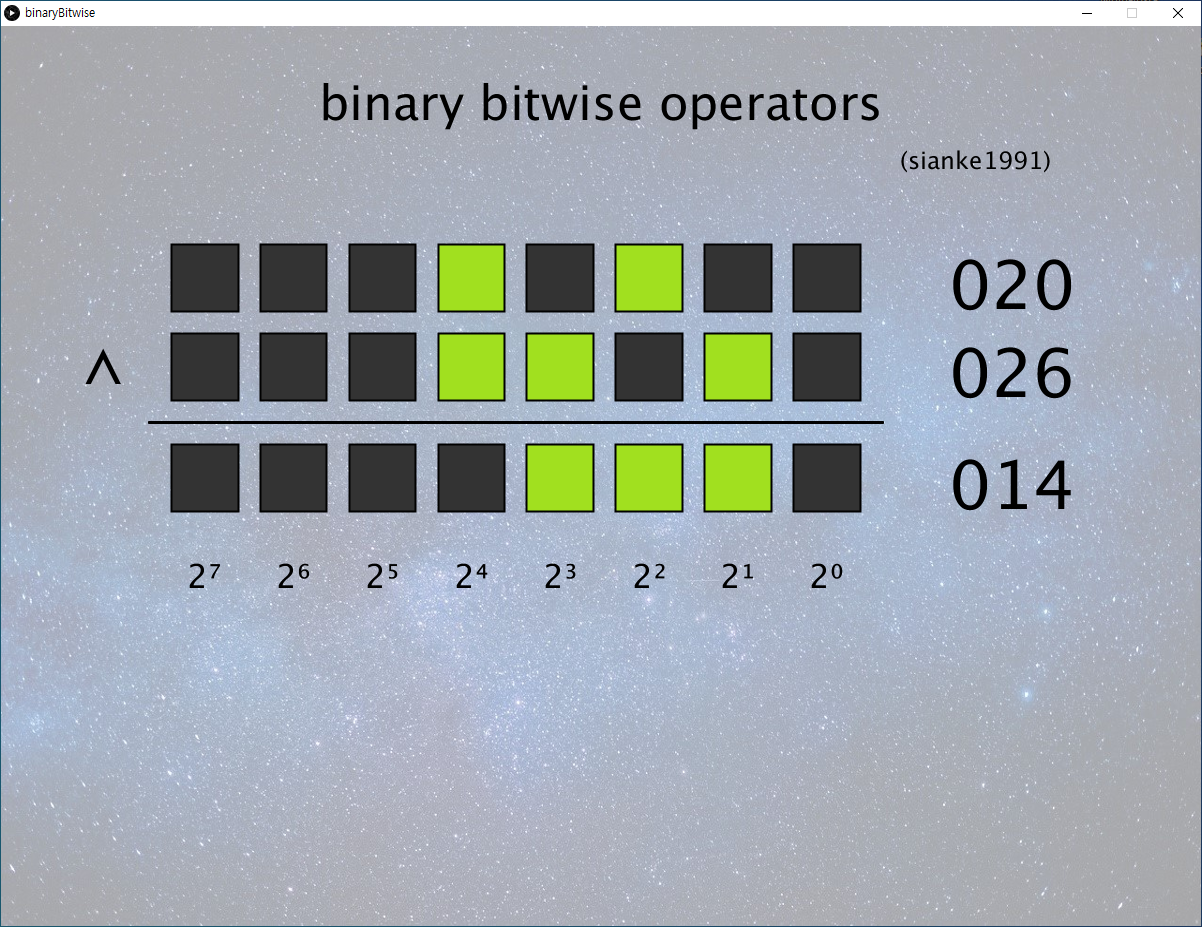 binaryBitwise
binary bitwise operators
(sianke1991)
020
^ 026
014
2⁷ 2⁶ 2⁵ 2⁴ 2³ 2² 2¹ 2⁰